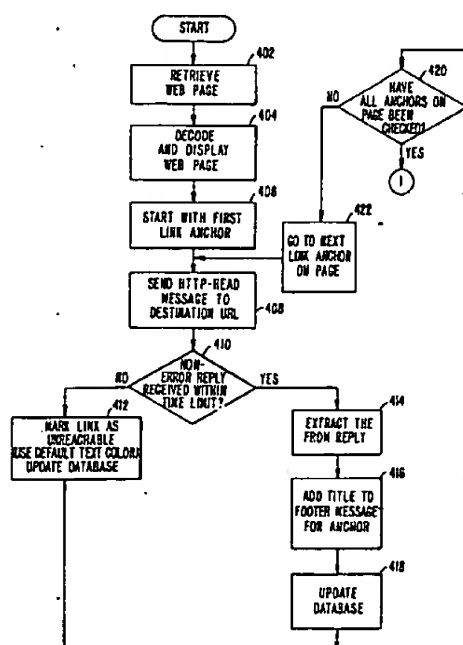 START
402
RETRIEVE
WEB PAGE
404
DECODE
AND DISPLAY
WEB PAGE
406
START WITH FIRST
LINK ANCHOR
SEND HTTP-READ
MESSAGE TO
DESTINATION URL
408
410
NON-
ERROR REPLY
RECEIVED WITHIN
TIME LIMIT?
NO
YES
412
MARK LINK AS
UNREACHABLE
(USE DEFAULT TEXT COLOR)
UPDATE DATABASE
414
EXTRACT THE
FROM REPLY
416
ADD TITLE TO
FOOTER MESSAGE
FOR ANCHOR
418
UPDATE
DATABASE
420
HAVE
ALL ANCHORS ON
PAGE BEEN
CHECKED?
NO
YES
1
422
GO TO NEXT
LINK ANCHOR
ON PAGE